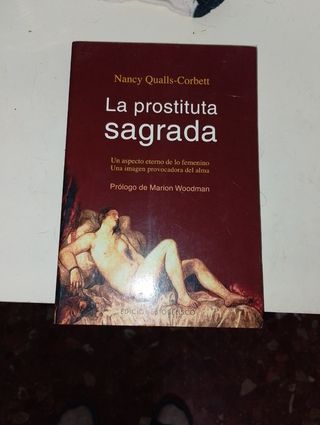 Nancy Qualls-Corbett
La prostituta
sagrada
Un aspecto eterno de lo femenino
Una imagen provocadora del alma
Prólogo de Marion Woodman